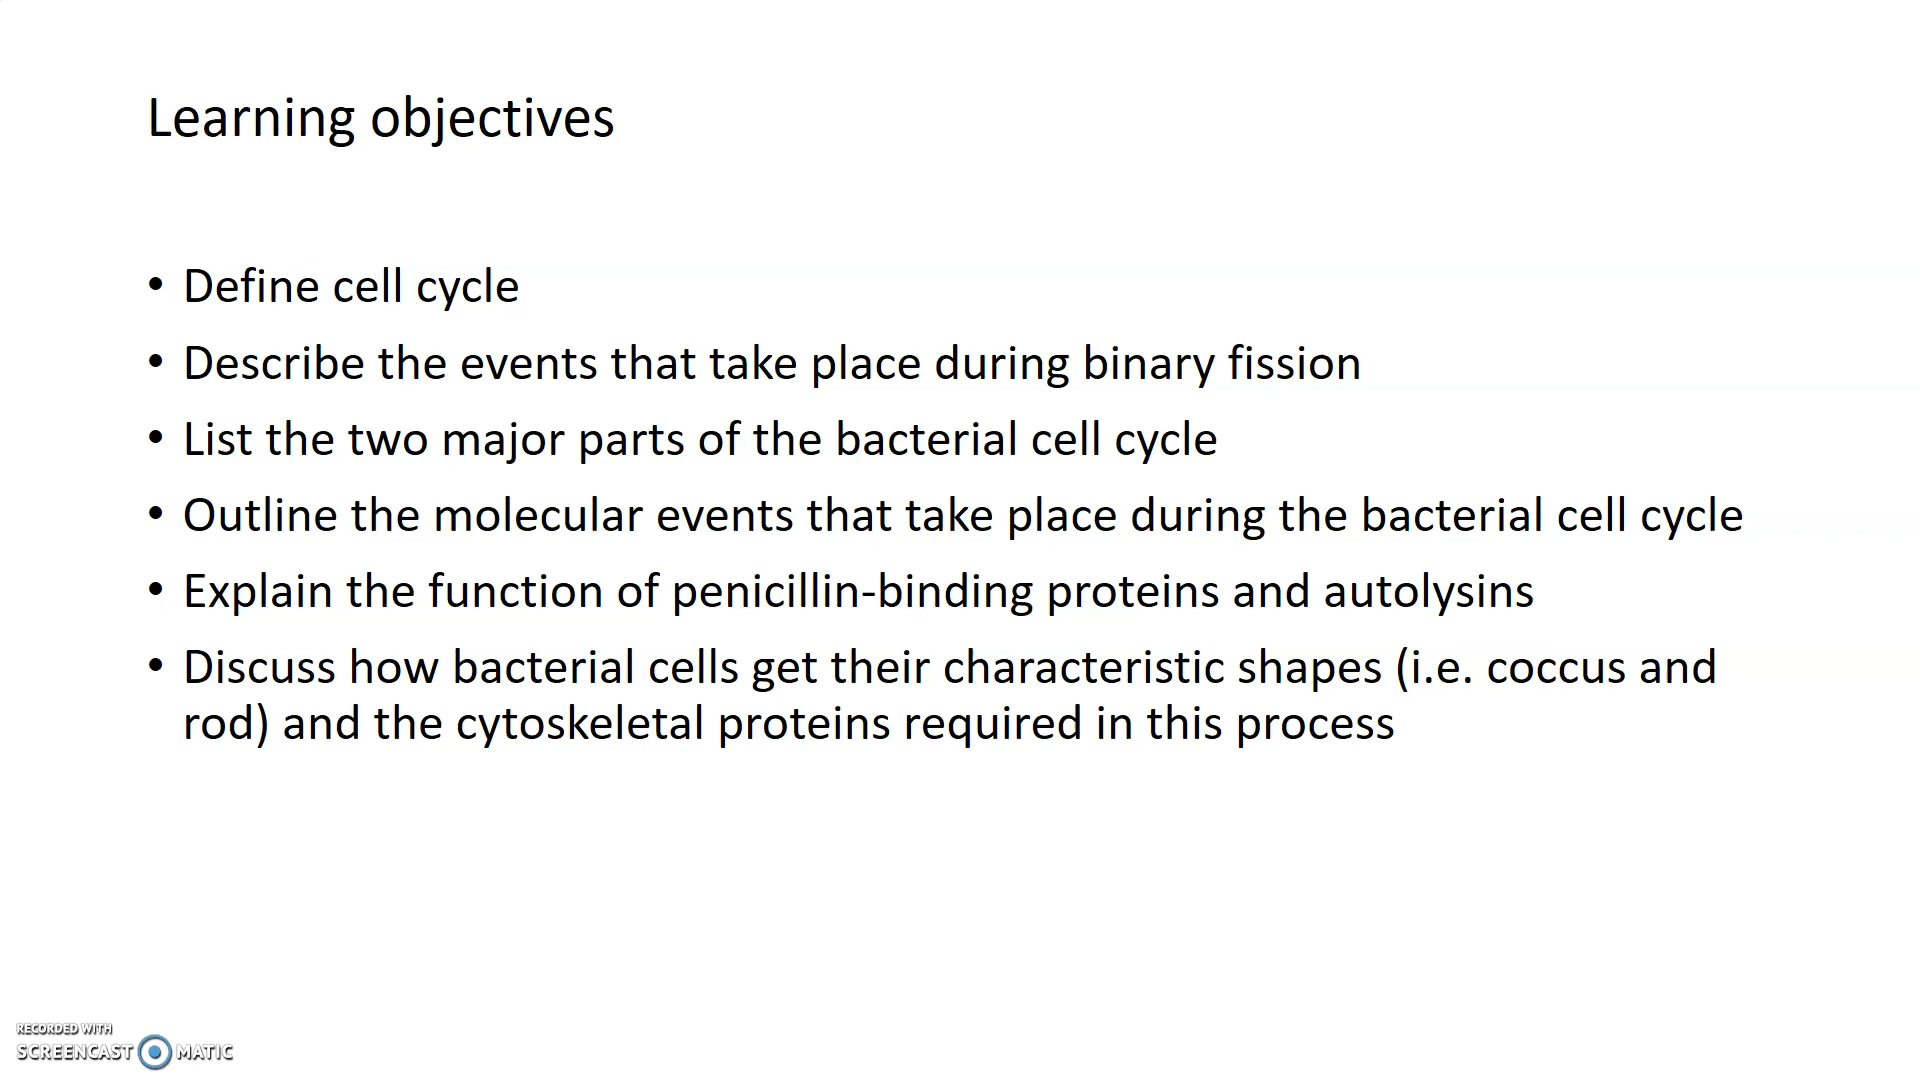 Learning objectives
• Define cell cycle
• Describe the events that take place during binary fission
• List the two major parts of the bacterial cell cycle
• Outline the molecular events that take place during the bacterial cell cycle
• Explain the function of penicillin-binding proteins and autolysins
• Discuss how bacterial cells get their characteristic shapes (i.e. coccus and
rod) and the cytoskeletal proteins required in this process
RECORDED WITH
SCREENCAST MATIC